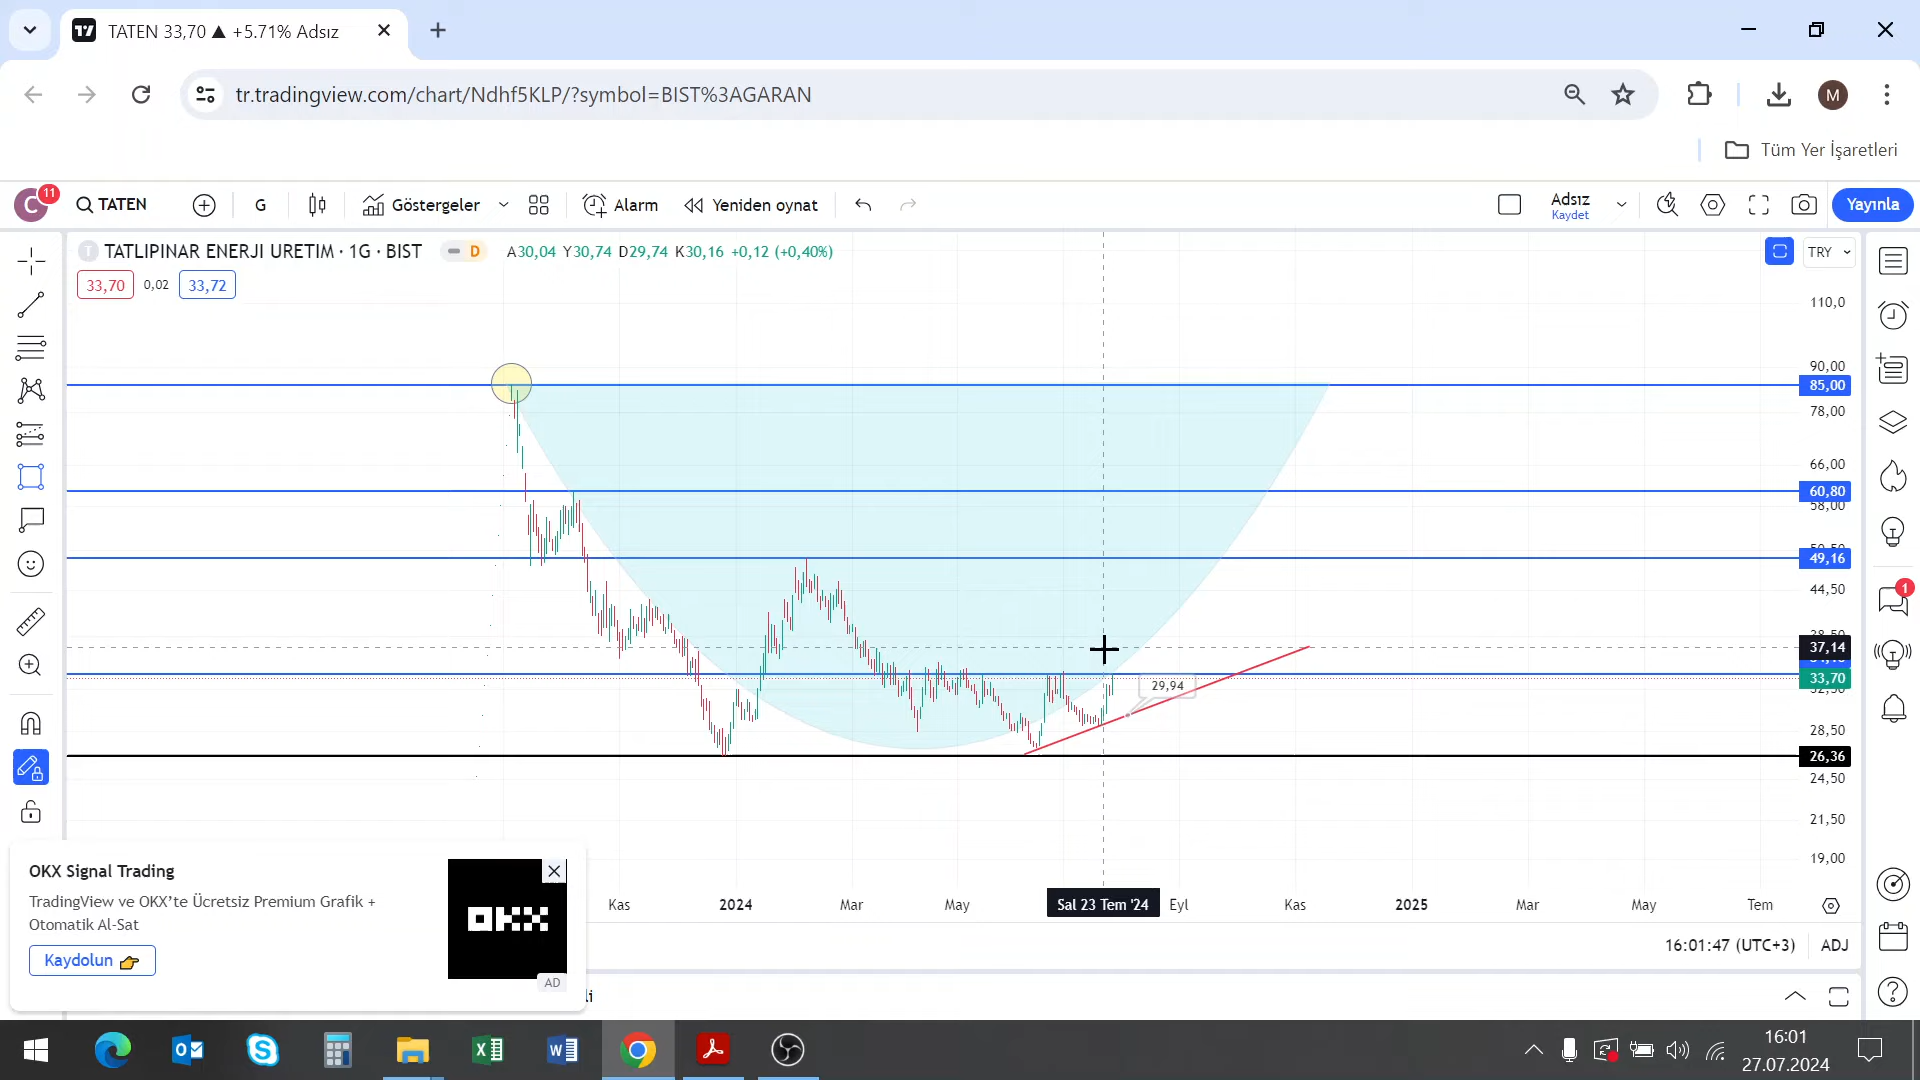 TATEN 33,70 ▲ +5.71% Adsız
tr.tradingview.com/chart/Ndhf5KLP/?symbol=BIST%3AGARAN
M
Tüm Yer İşaretleri
C
11
TATEN
G
Göstergeler
Alarm
Yeniden oynat
Adsız
Kaydet
Yayınla
T
TATLIPINAR ENERJI URETIM · 1G · BIST
D
A30,04 Y30,74 D29,74 K30,16 +0,12 (+0,40%)
TRY
33,70
0,02
33,72
110,0
90,00
85,00
78,00
66,00
60,80
58,00
49,16
44,50
37,14
33,70
29,94
28,50
26,36
24,50
21,50
19,00
1
OKX Signal Trading
TradingView ve OKX'te Ücretsiz Premium Grafik +
Otomatik Al-Sat
Kaydolun
OKX
AD
Kas
2024
Mar
May
Sal 23 Tem '24
Eyl
Kas
2025
Mar
May
Tem
16:01:47 (UTC+3)
ADJ
16:01
27.07.2024